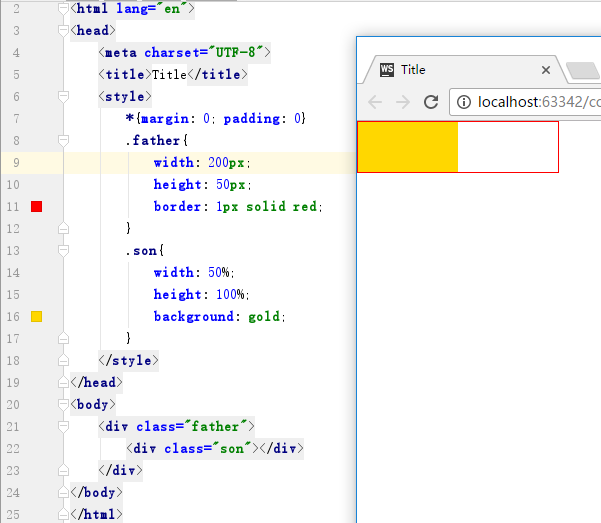 2 <html lang="en">
3 <head>
4 <meta charset="UTF-8">
5 <title>Title</title>
6 <style>
7 *{margin: 0; padding: 0}
8 .father{
9 width: 200px;
10 height: 50px;
11 border: 1px solid red;
12 }
13 .son{
14 width: 50%;
15 height: 100%;
16 background: gold;
17 }
18 </style>
19 </head>
20 <body>
21 <div class="father">
22 <div class="son"></div>
23 </div>
24 </body>
25 </html>
WS Title
localhost:63342/co